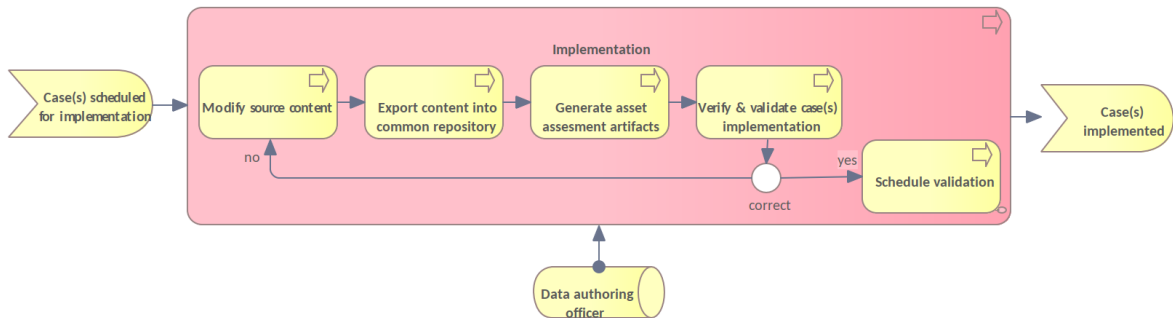 Implementation
Case(s) scheduled
for implementation
Modify source content
Export content into
common repository
Generate asset
assesment artifacts
Verify & validate case(s)
implementation
Case(s)
implemented
no
yes
Schedule validation
correct
Data authoring
officer